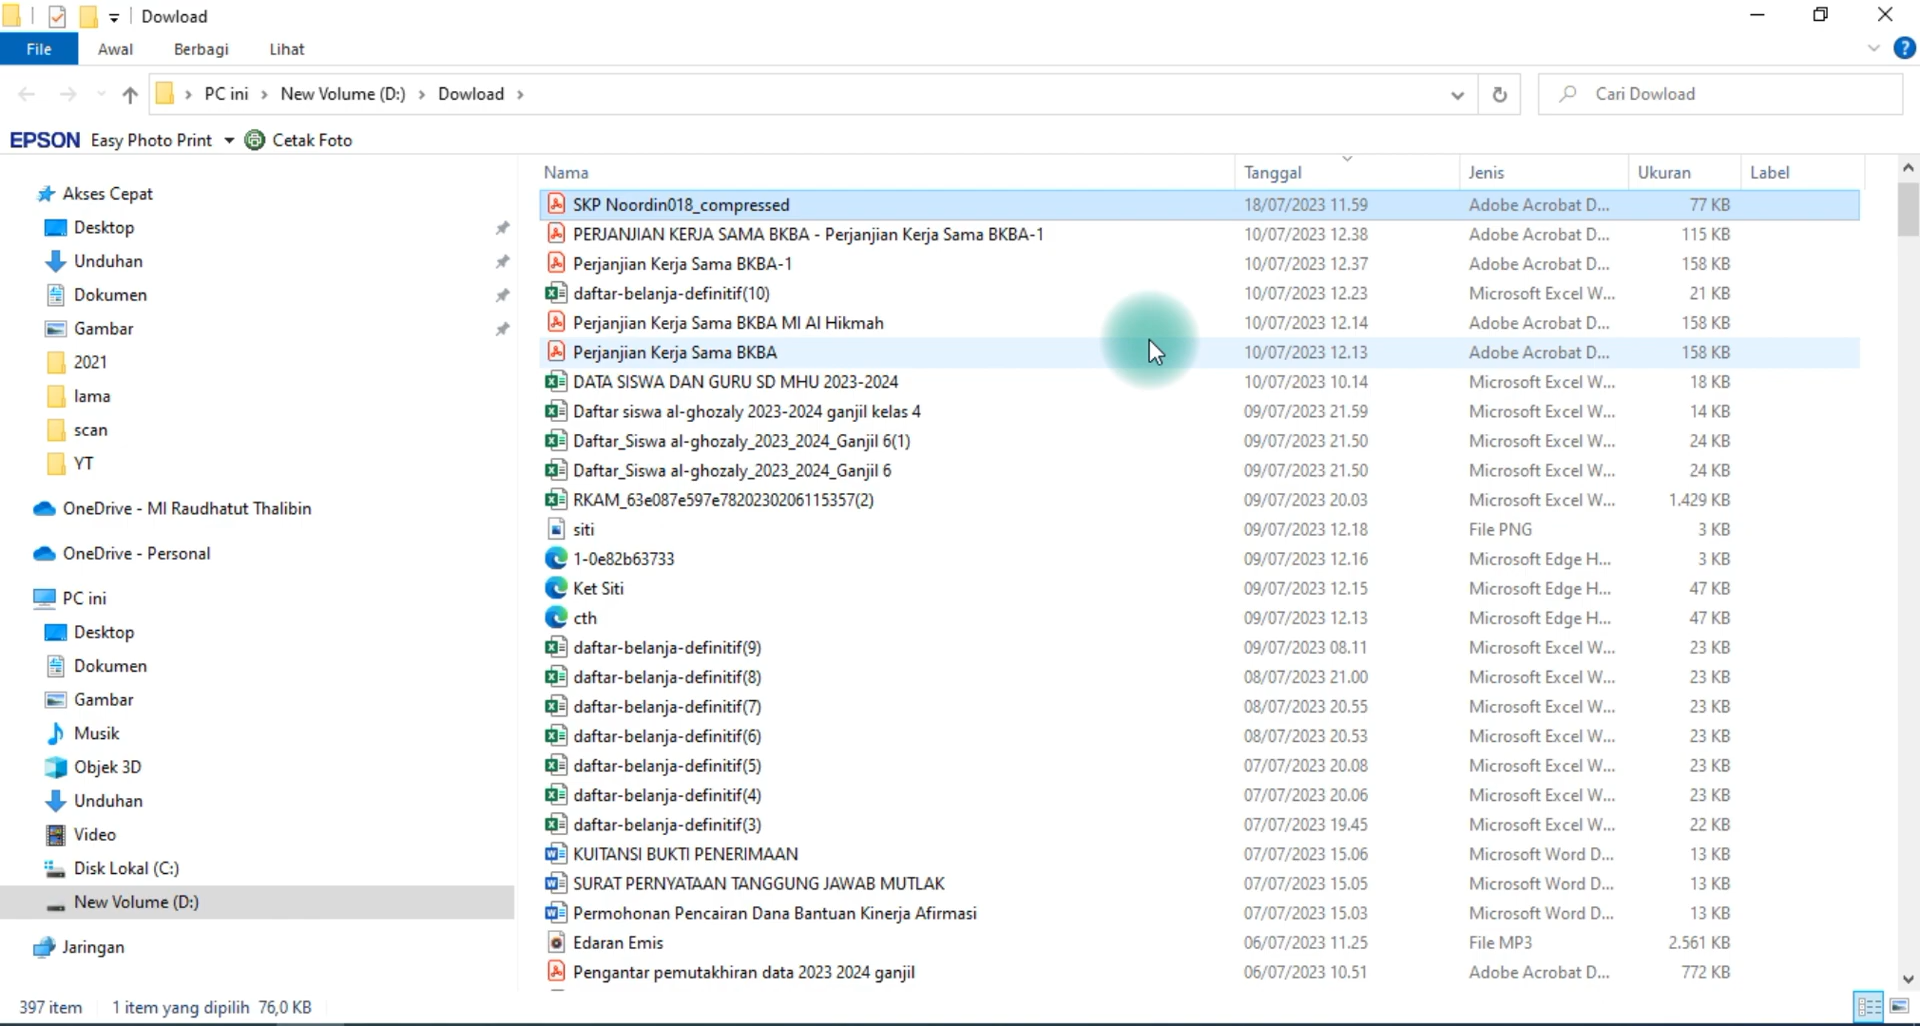 Dowload
File Awal Berbagi Lihat
PC ini New Volume (D:) Dowload Cari Dowload
EPSON Easy Photo Print Cetak Foto
Akses Cepat
Desktop
Unduhan
Dokumen
Gambar
2021
lama
scan
YT
OneDrive - MI Raudhatut Thalibin
OneDrive - Personal
PC ini
Desktop
Dokumen
Gambar
Musik
Objek 3D
Unduhan
Video
Disk Lokal (C:)
New Volume (D:)
Jaringan
Nama Tanggal Jenis Ukuran Label
SKP Noordin018_compressed 18/07/2023 11.59 Adobe Acrobat D... 77 KB
PERJANJIAN KERJA SAMA BKBA - Perjanjian Kerja Sama BKBA-1 10/07/2023 12.38 Adobe Acrobat D... 115 KB
Perjanjian Kerja Sama BKBA-1 10/07/2023 12.37 Adobe Acrobat D... 158 KB
daftar-belanja-definitif(10) 10/07/2023 12.23 Microsoft Excel W... 21 KB
Perjanjian Kerja Sama BKBA MI Al Hikmah 10/07/2023 12.14 Adobe Acrobat D... 158 KB
Perjanjian Kerja Sama BKBA 10/07/2023 12.13 Adobe Acrobat D... 158 KB
DATA SISWA DAN GURU SD MHU 2023-2024 10/07/2023 10.14 Microsoft Excel W... 18 KB
Daftar siswa al-ghozaly 2023-2024 ganjil kelas 4 09/07/2023 21.59 Microsoft Excel W... 14 KB
Daftar_Siswa al-ghozaly_2023_2024_Ganjil 6(1) 09/07/2023 21.50 Microsoft Excel W... 24 KB
Daftar_Siswa al-ghozaly_2023_2024_Ganjil 6 09/07/2023 21.50 Microsoft Excel W... 24 KB
RKAM_63e087e597e78202302061​15357(2) 09/07/2023 20.03 Microsoft Excel W... 1.429 KB
siti 09/07/2023 12.18 File PNG 3 KB
1-0e82b63733 09/07/2023 12.16 Microsoft Edge H... 3 KB
Ket Siti 09/07/2023 12.15 Microsoft Edge H... 47 KB
cth 09/07/2023 12.13 Microsoft Edge H... 47 KB
daftar-belanja-definitif(9) 09/07/2023 08.11 Microsoft Excel W... 23 KB
daftar-belanja-definitif(8) 08/07/2023 21.00 Microsoft Excel W... 23 KB
daftar-belanja-definitif(7) 08/07/2023 20.55 Microsoft Excel W... 23 KB
daftar-belanja-definitif(6) 08/07/2023 20.53 Microsoft Excel W... 23 KB
daftar-belanja-definitif(5) 07/07/2023 20.08 Microsoft Excel W... 23 KB
daftar-belanja-definitif(4) 07/07/2023 20.06 Microsoft Excel W... 23 KB
daftar-belanja-definitif(3) 07/07/2023 19.45 Microsoft Excel W... 22 KB
KUITANSI BUKTI PENERIMAAN 07/07/2023 15.06 Microsoft Word D... 13 KB
SURAT PERNYATAAN TANGGUNG JAWAB MUTLAK 07/07/2023 15.05 Microsoft Word D... 13 KB
Permohonan Pencairan Dana Bantuan Kinerja Afirmasi 07/07/2023 15.03 Microsoft Word D... 13 KB
Edaran Emis 06/07/2023 11.25 File MP3 2.561 KB
Pengantar pemutakhiran data 2023 2024 ganjil 06/07/2023 10.51 Adobe Acrobat D... 772 KB
397 item 1 item yang dipilih 76,0 KB